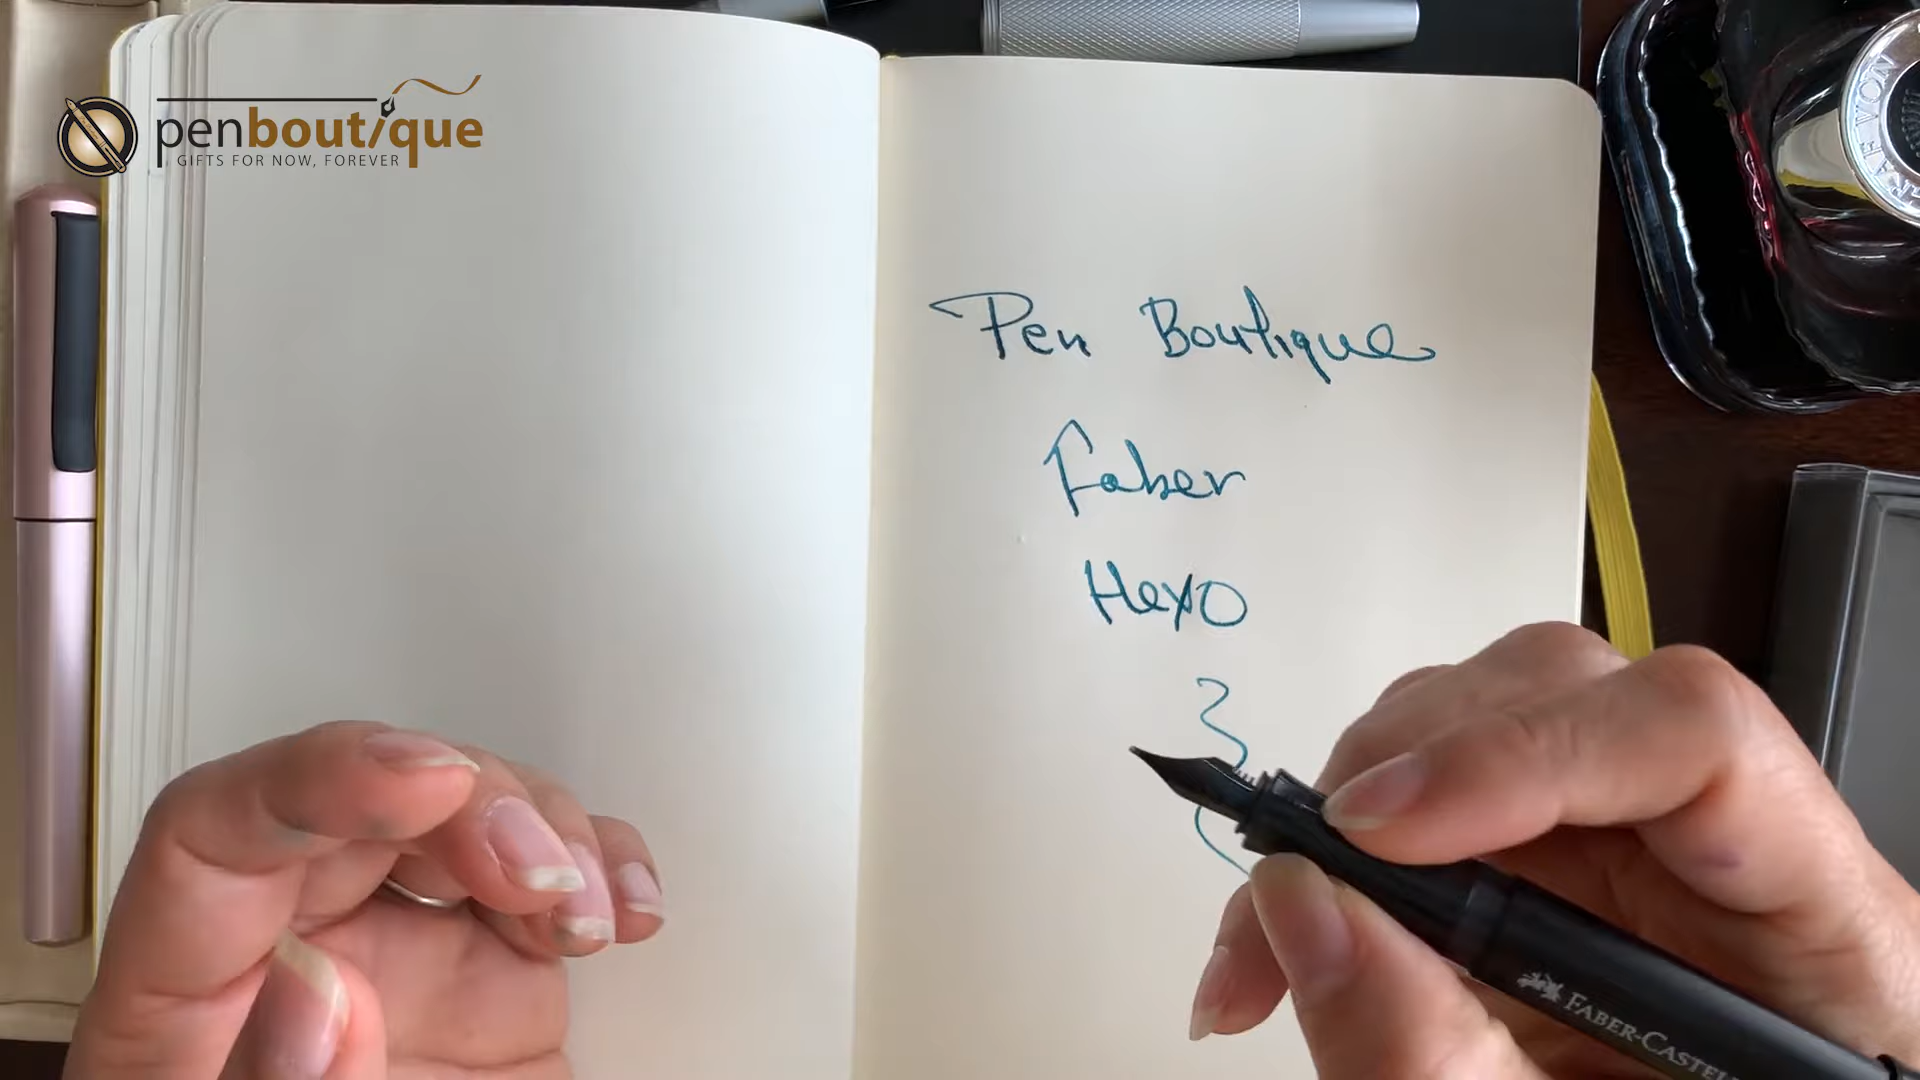 penboutique
GIFTS FOR NOW, FOREVER
Pen Boutique
Faber
Hexo
FABER-CASTELL